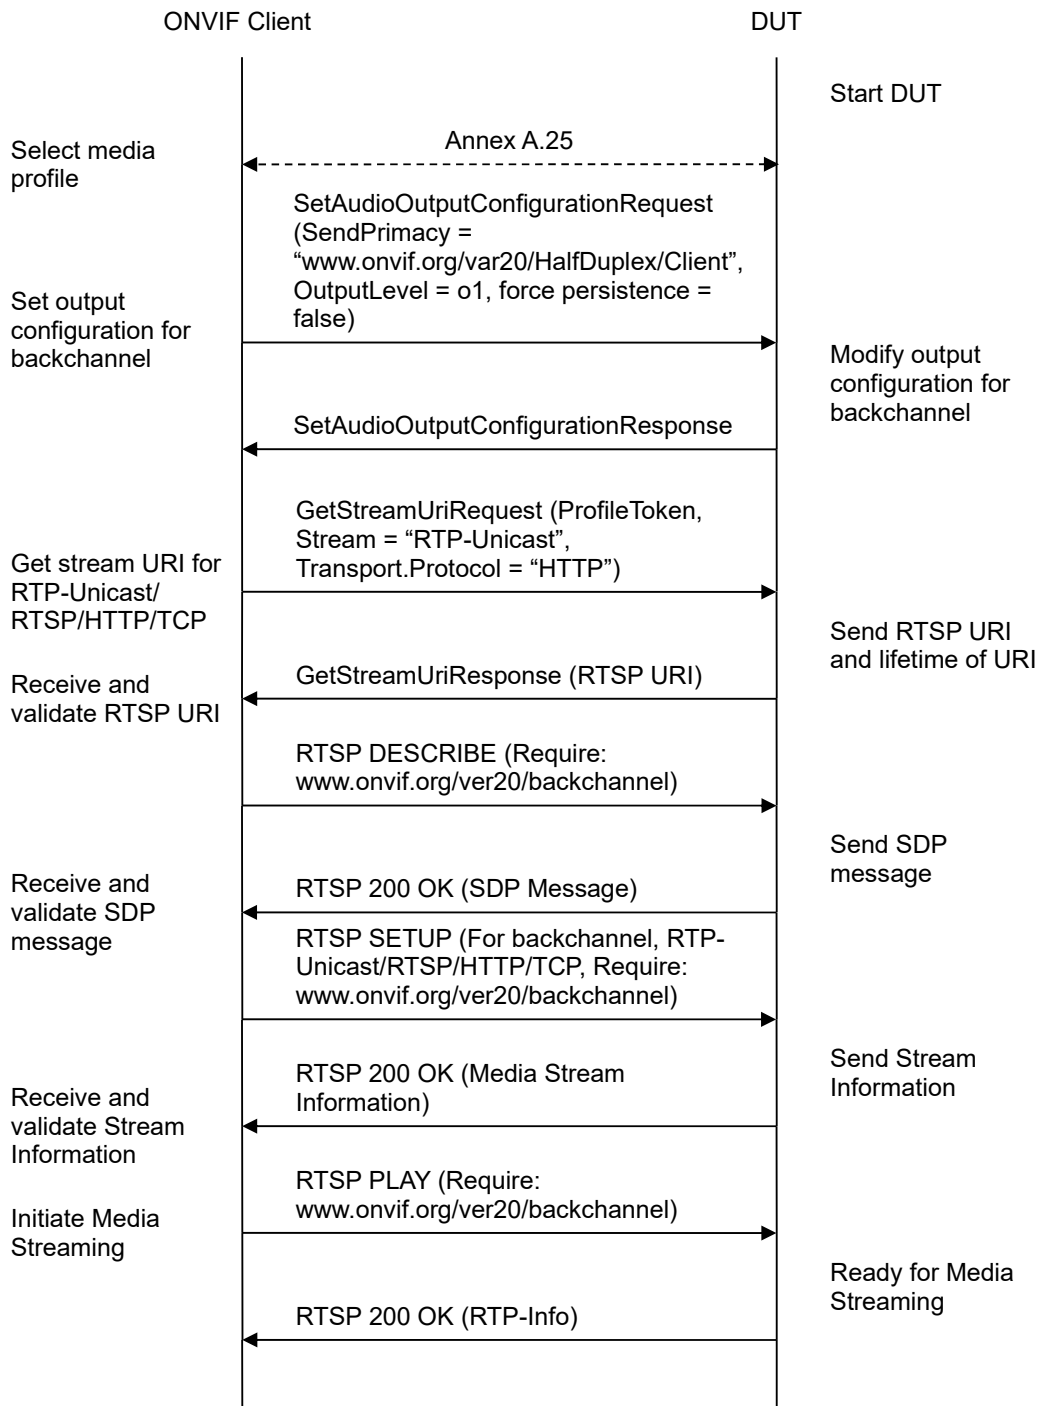 ONVIF Client
DUT
Start DUT
Annex A.25
Select media
profile
SetAudioOutputConfigurationRequest
(SendPrimacy =
“www.onvif.org/var20/HalfDuplex/Client”,
OutputLevel = o1, force persistence =
false)
Set output
configuration for
backchannel
Modify output
configuration for
backchannel
SetAudioOutputConfigurationResponse
GetStreamUriRequest (ProfileToken,
Stream = “RTP-Unicast”,
Transport.Protocol = “HTTP”)
Get stream URI for
RTP-Unicast/
RTSP/HTTP/TCP
Send RTSP URI
and lifetime of URI
GetStreamUriResponse (RTSP URI)
Receive and
validate RTSP URI
RTSP DESCRIBE (Require:
www.onvif.org/ver20/backchannel)
Send SDP
message
RTSP 200 OK (SDP Message)
Receive and
validate SDP
message
RTSP SETUP (For backchannel, RTP-
Unicast/RTSP/HTTP/TCP, Require:
www.onvif.org/ver20/backchannel)
Send Stream
Information
RTSP 200 OK (Media Stream
Information)
Receive and
validate Stream
Information
RTSP PLAY (Require:
www.onvif.org/ver20/backchannel)
Initiate Media
Streaming
Ready for Media
Streaming
RTSP 200 OK (RTP-Info)